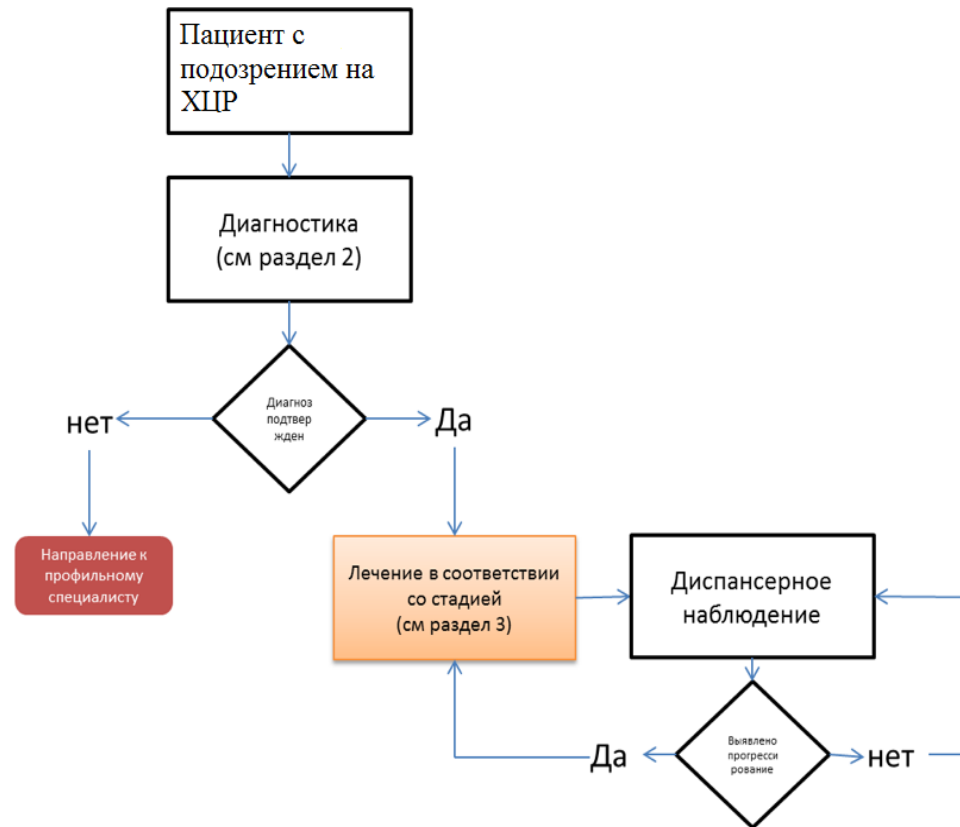 Пациент с
подозрением на
ХЦР
Диагностика
(см раздел 2)
Диагноз
подтвер
жден
нет
Да
Направление к
профильному
специалисту
Лечение в соответствии
со стадией
(см раздел 3)
Диспансерное
наблюдение
Выявлено
прогресси
рование
Да
нет